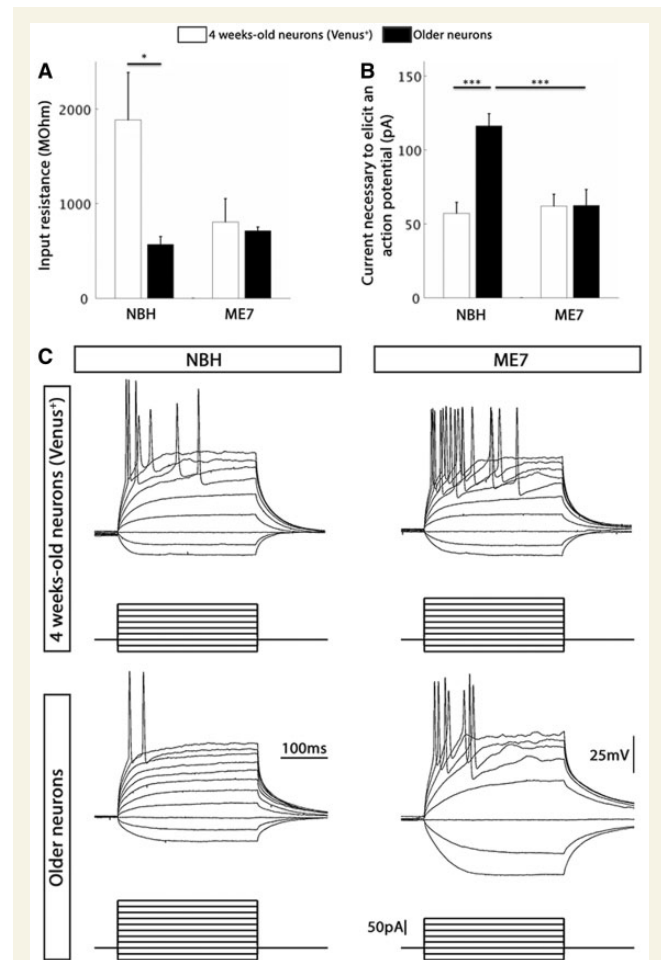 4 weeks-old neurons (Venus⁺) Older neurons
A
B
*
*** ***
Input resistance (MOhm)
2000
1000
0
NBH ME7
Current necessary to elicit an
action potential (pA)
150
100
50
0
NBH ME7
C
NBH ME7
4 weeks-old neurons (Venus⁺)
Older neurons
100ms
25mV
50pA